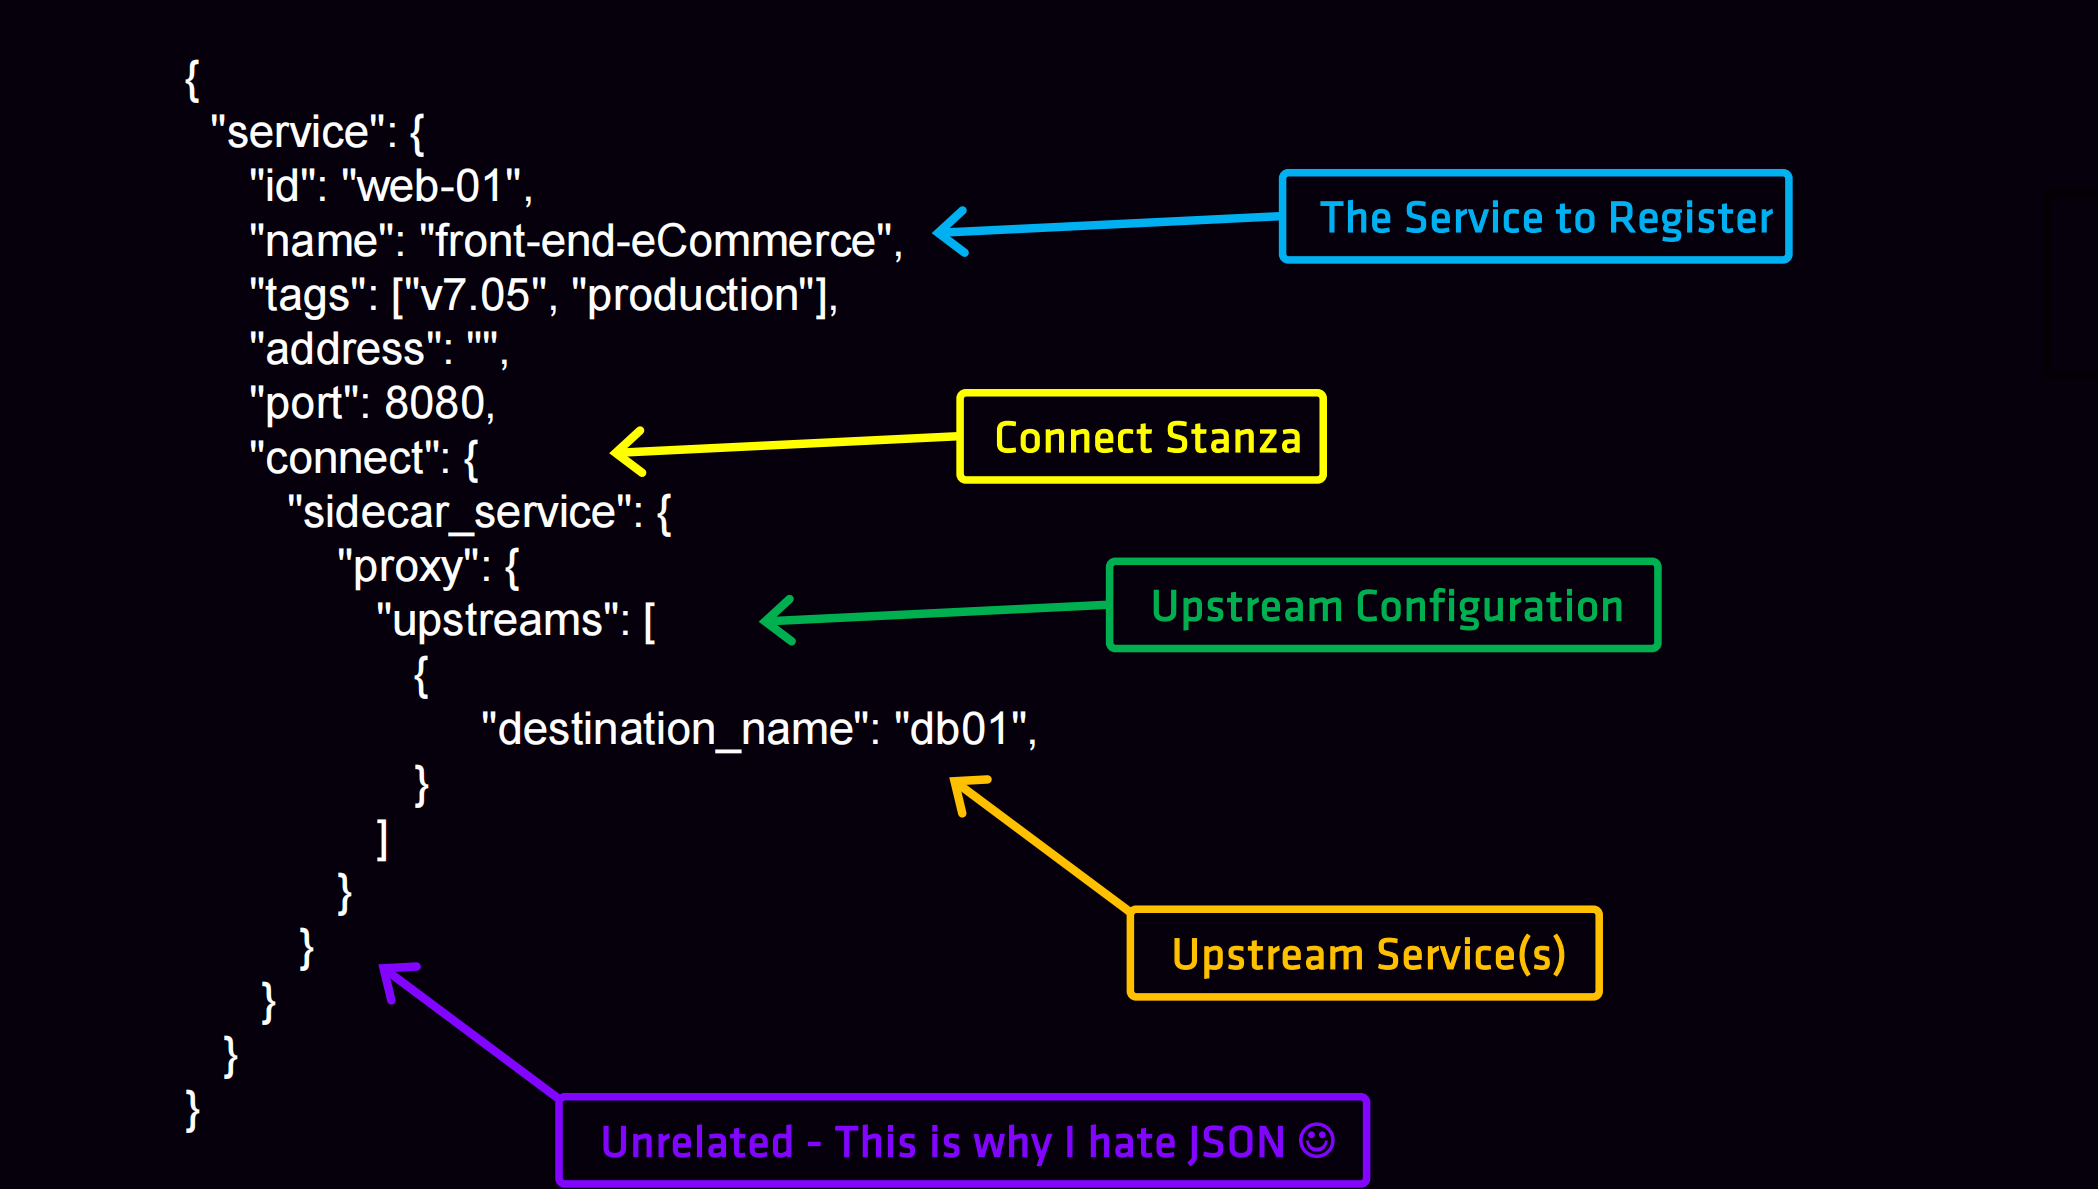 {
"service": {
"id": "web-01",
"name": "front-end-eCommerce",
The Service to Register
"tags": ["v7.05", "production"],
"address": "",
"port": 8080,
"connect": {
Connect Stanza
"sidecar_service": {
"proxy": {
"upstreams": [
Upstream Configuration
{
"destination_name": "db01",
}
]
}
}
Upstream Service(s)
}
}
}
Unrelated - This is why I hate JSON ☺